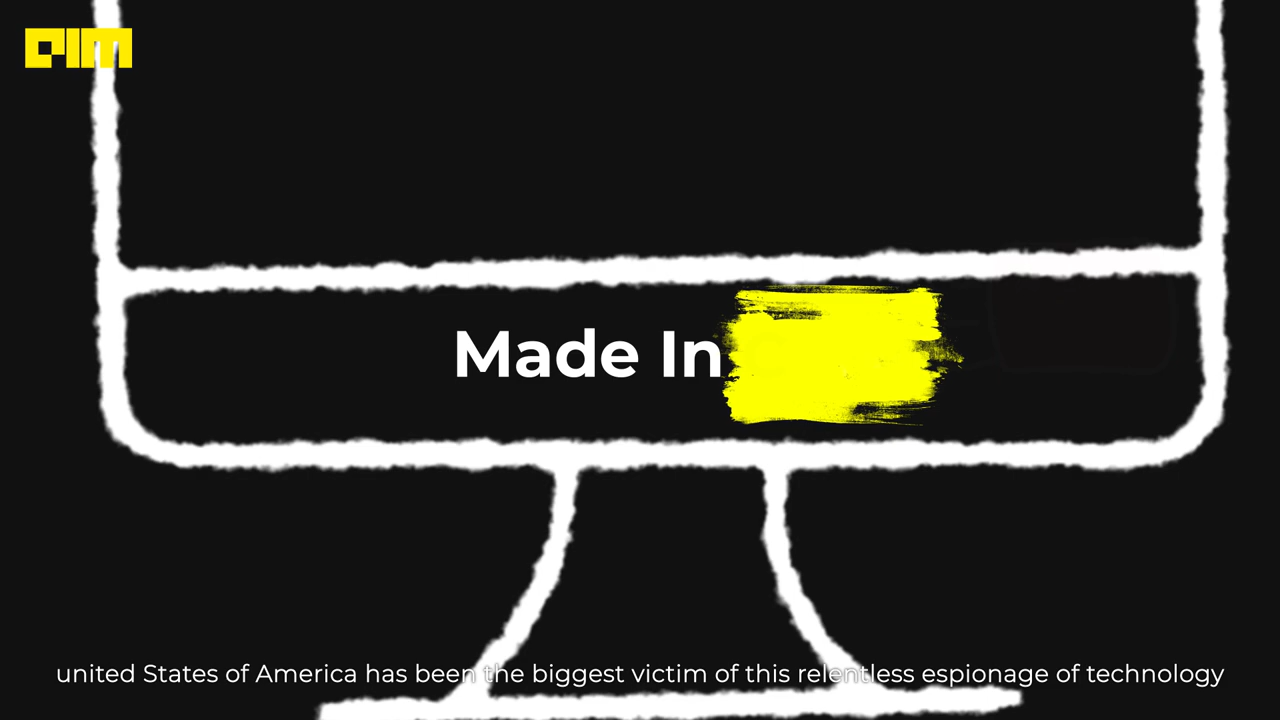 aim
Made In
united States of America has been the biggest victim of this relentless espionage of technology